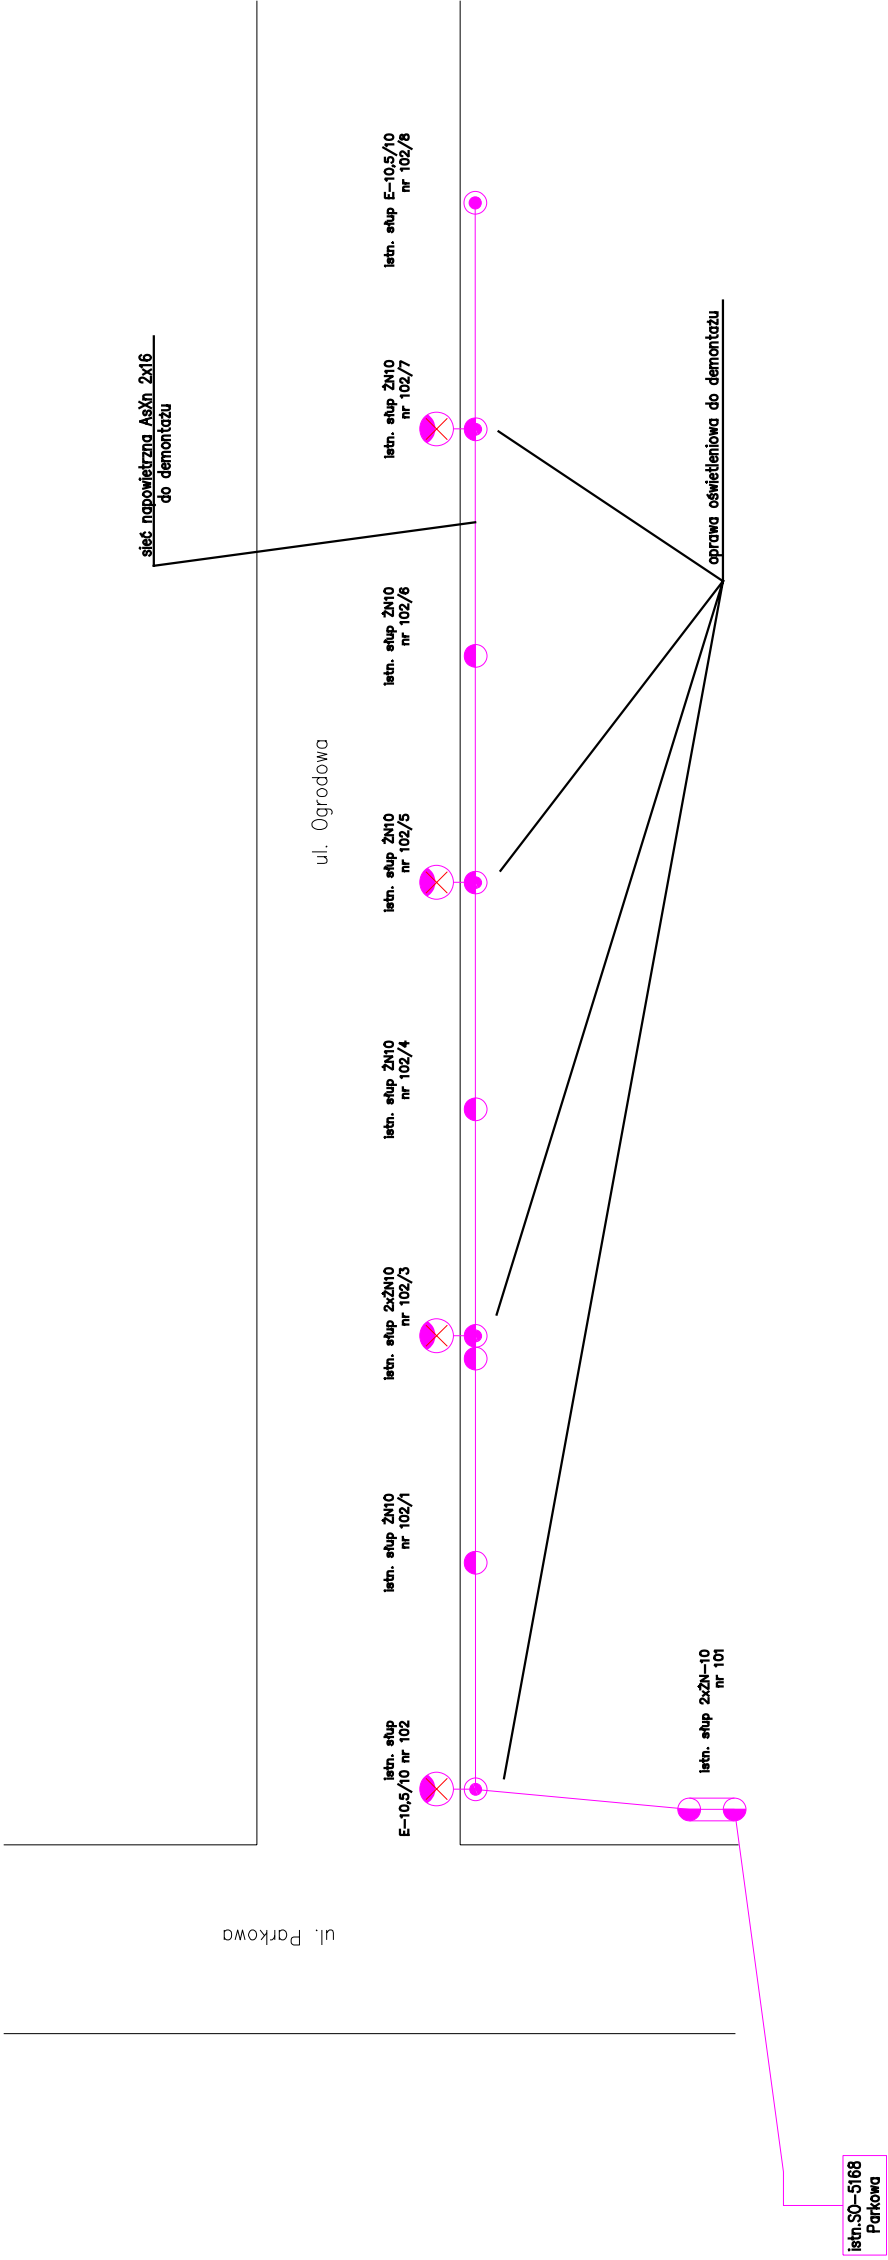 istn. słup E-10,5/10
nr 102/8
sieć napowietrzna AsXn 2x16
do demontażu
istn. słup ŻN10
nr 102/7
oprawa oświetleniowa do demontażu
istn. słup ŻN10
nr 102/6
ul. Ogrodowa
istn. słup ŻN10
nr 102/5
istn. słup ŻN10
nr 102/4
istn. słup 2xŻN10
nr 102/3
istn. słup ŻN10
nr 102/1
istn. słup
E-10,5/10 nr 102
istn. słup 2xŻN-10
nr 101
ul. Parkowa
istn.SO-5168
Parkowa